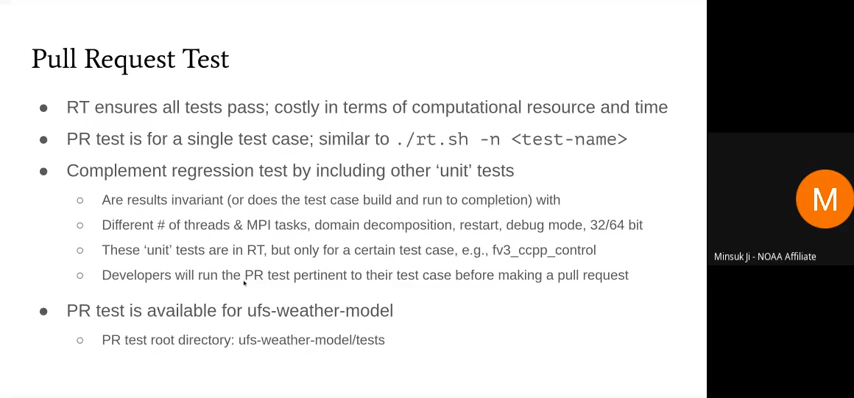 Pull Request Test
● RT ensures all tests pass; costly in terms of computational resource and time
● PR test is for a single test case; similar to ./rt.sh -n <test-name>
● Complement regression test by including other ‘unit’ tests
○ Are results invariant (or does the test case build and run to completion) with
○ Different # of threads & MPI tasks, domain decomposition, restart, debug mode, 32/64 bit
○ These ‘unit’ tests are in RT, but only for a certain test case, e.g., fv3_ccpp_control
○ Developers will run the PR test pertinent to their test case before making a pull request
● PR test is available for ufs-weather-model
○ PR test root directory: ufs-weather-model/tests
M
Minsuk Ji - NOAA Affiliate